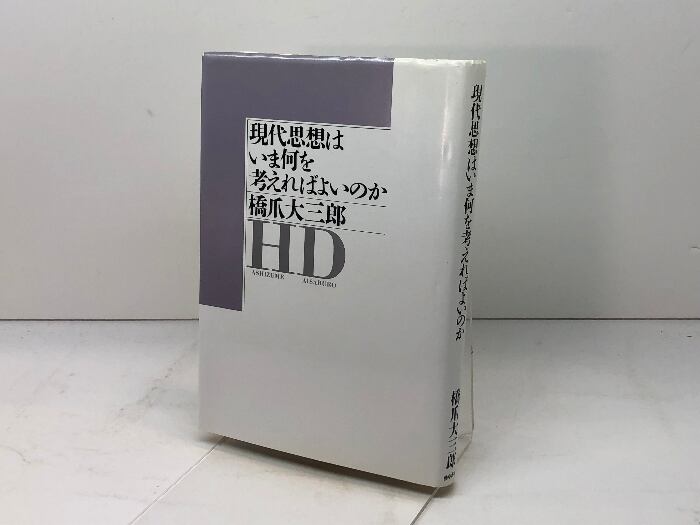 現代思想は
いま何を
考えればよいのか
橋爪大三郎
HD
ASHIZUME AISABURO
現代思想はいま何を考えればよいのか
橋爪大三郎